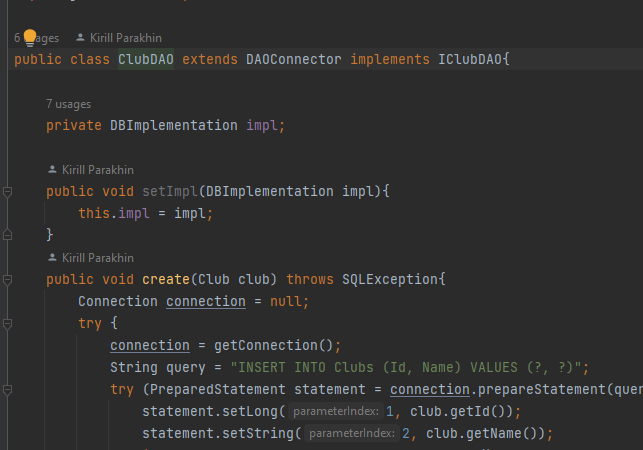 6 usages Kirill Parakhin
public class ClubDAO extends DAOConnector implements IClubDAO{
7 usages
private DBImplementation impl;
Kirill Parakhin
public void setImpl(DBImplementation impl){
this.impl = impl;
}
Kirill Parakhin
public void create(Club club) throws SQLException{
Connection connection = null;
try {
connection = getConnection();
String query = "INSERT INTO Clubs (Id, Name) VALUES (?, ?)";
try (PreparedStatement statement = connection.prepareStatement(que
statement.setLong( parameterIndex: 1, club.getId());
statement.setString( parameterIndex: 2, club.getName());